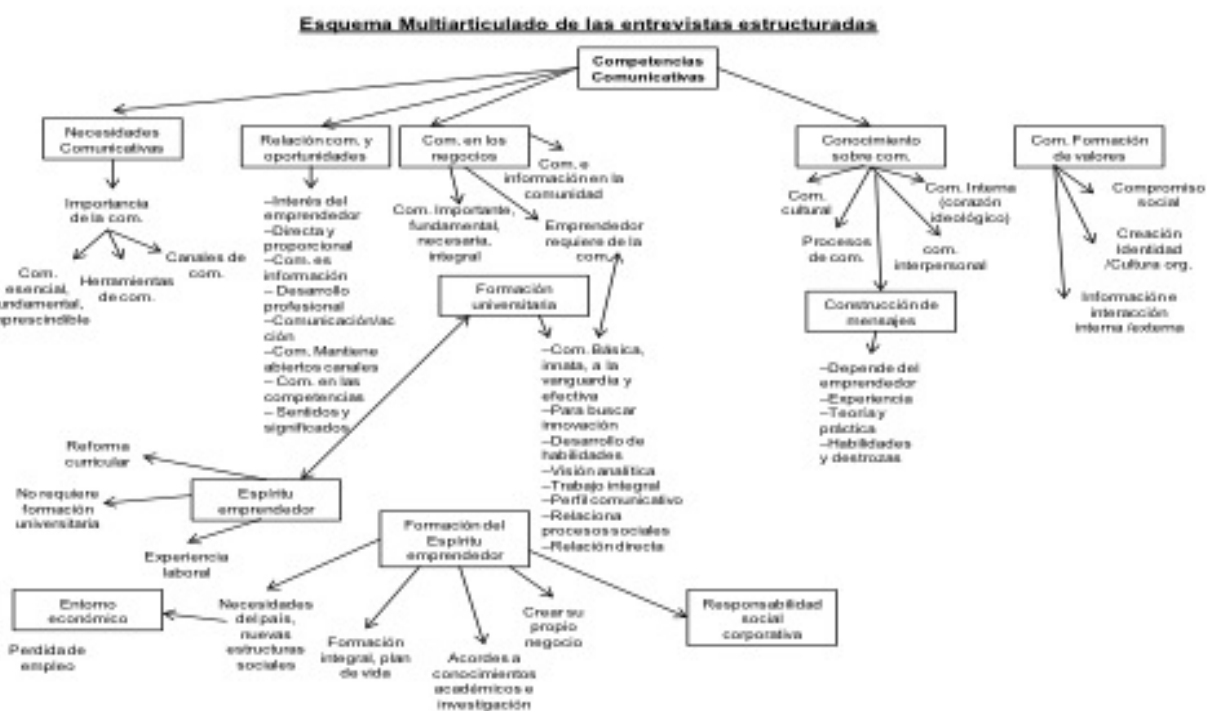 Esquema Multiarticulado de las entrevistas estructuradas
Competencias
Comunicativas
Necesidades
Comunicativas
Importancia
de la com.
Com.
esencial,
fundamental,
mprescindible
Herramientas
de com.
Canales de
com.
Relación com. y
oportunidades
–Interés del
emprendedor
–Directa y
proporcional
–Com. es
información
– Desarrollo
profesional
–Comunicación/ac
ción
–Com. Mantiene
abiertos canales
– Com. en las
competencias
– Sentidos y
significados
Com. en los
negocios
Com. e
información en la
comunidad
Com. Importante,
fundamental,
necesaria,
integral
Emprendedor
requiere de la
com.
Formación
universitaria
–Com. Básica,
innata, a la
vanguardia y
efectiva
–Para buscar
innovación
–Desarrollo de
habilidades
–Visión analítica
–Trabajo integral
–Perfil comunicativo
–Relaciona
procesos sociales
–Relación directa
Conocimiento
sobre com.
Com.
cultural
Procesos
de com.
Com. Interna
(corazón
ideológico)
com.
interpersonal
Construcción de
mensajes
–Depende del
emprendedor
–Experiencia
–Teoría y
práctica
–Habilidades
y destrozas
Com. Formación
de valores
Compromiso
social
Creación
Identidad
/Cultura org.
Información e
interacción
interna /externa
Reforma
curricular
No requiere
formación
universitaria
Espíritu
emprendedor
Experiencia
laboral
Formación del
Espíritu
emprendedor
Entorno
económico
Perdida de
empleo
Necesidades
del país,
nuevas
estructuras
sociales
Formación
integral, plan
de vida
Acordes a
conocimientos
académicos e
investigación
Crear su
propio
negocio
Responsabilidad
social
corporativa